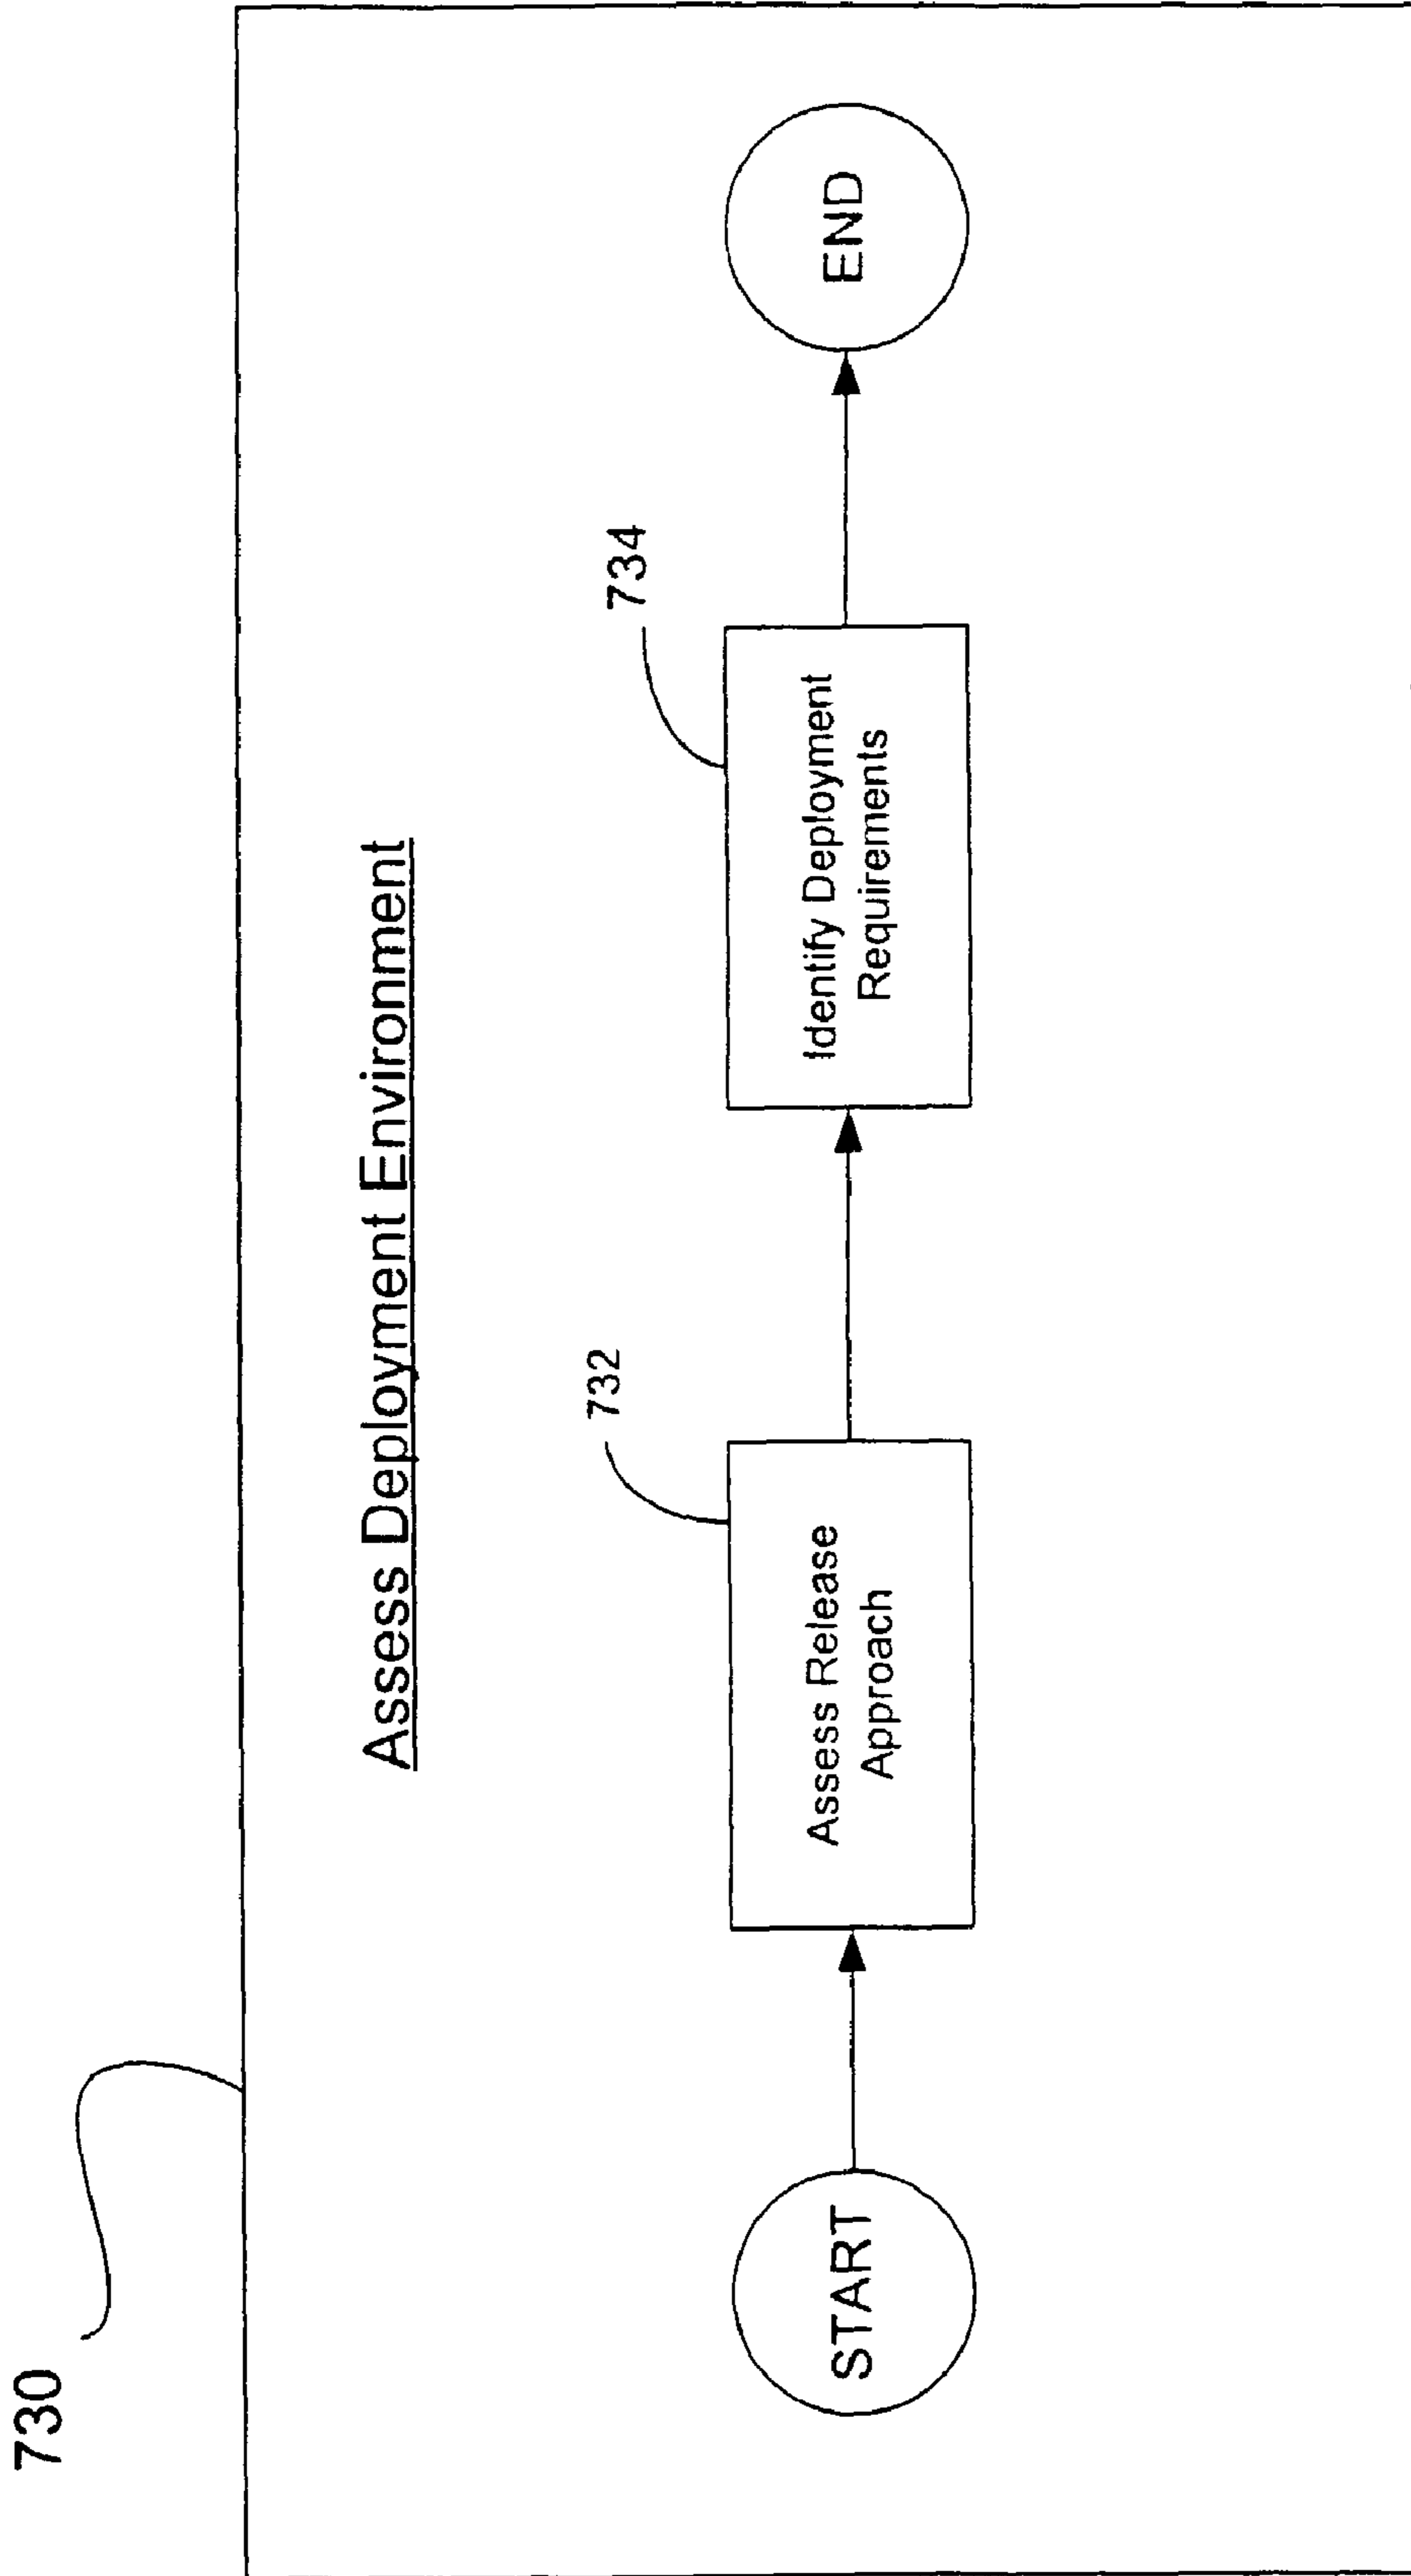 730
Assess Deployment Environment
732
734
START
Assess Release
Approach
Identify Deployment
Requirements
END